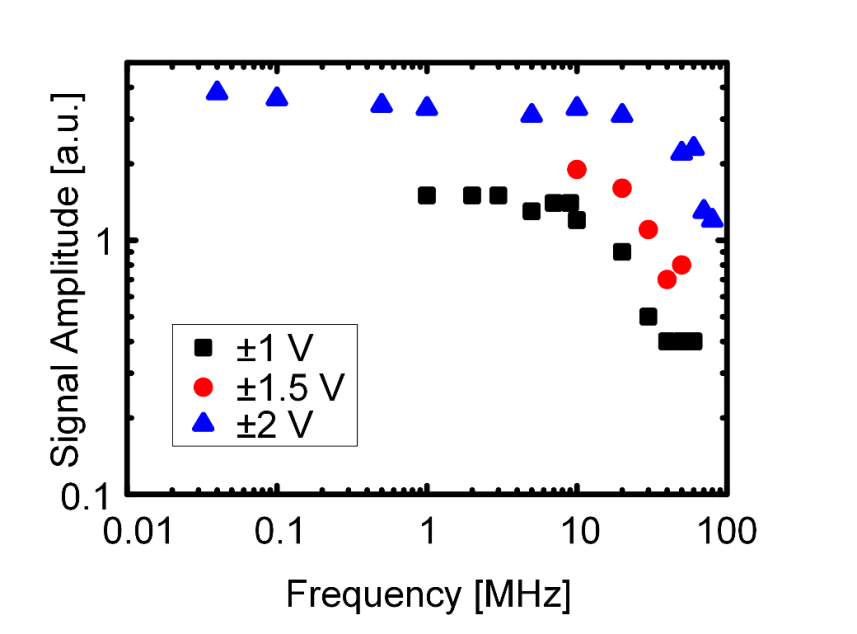 Signal Amplitude [a.u.]
1
0.1
±1 V
±1.5 V
±2 V
0.01 0.1 1 10 100
Frequency [MHz]